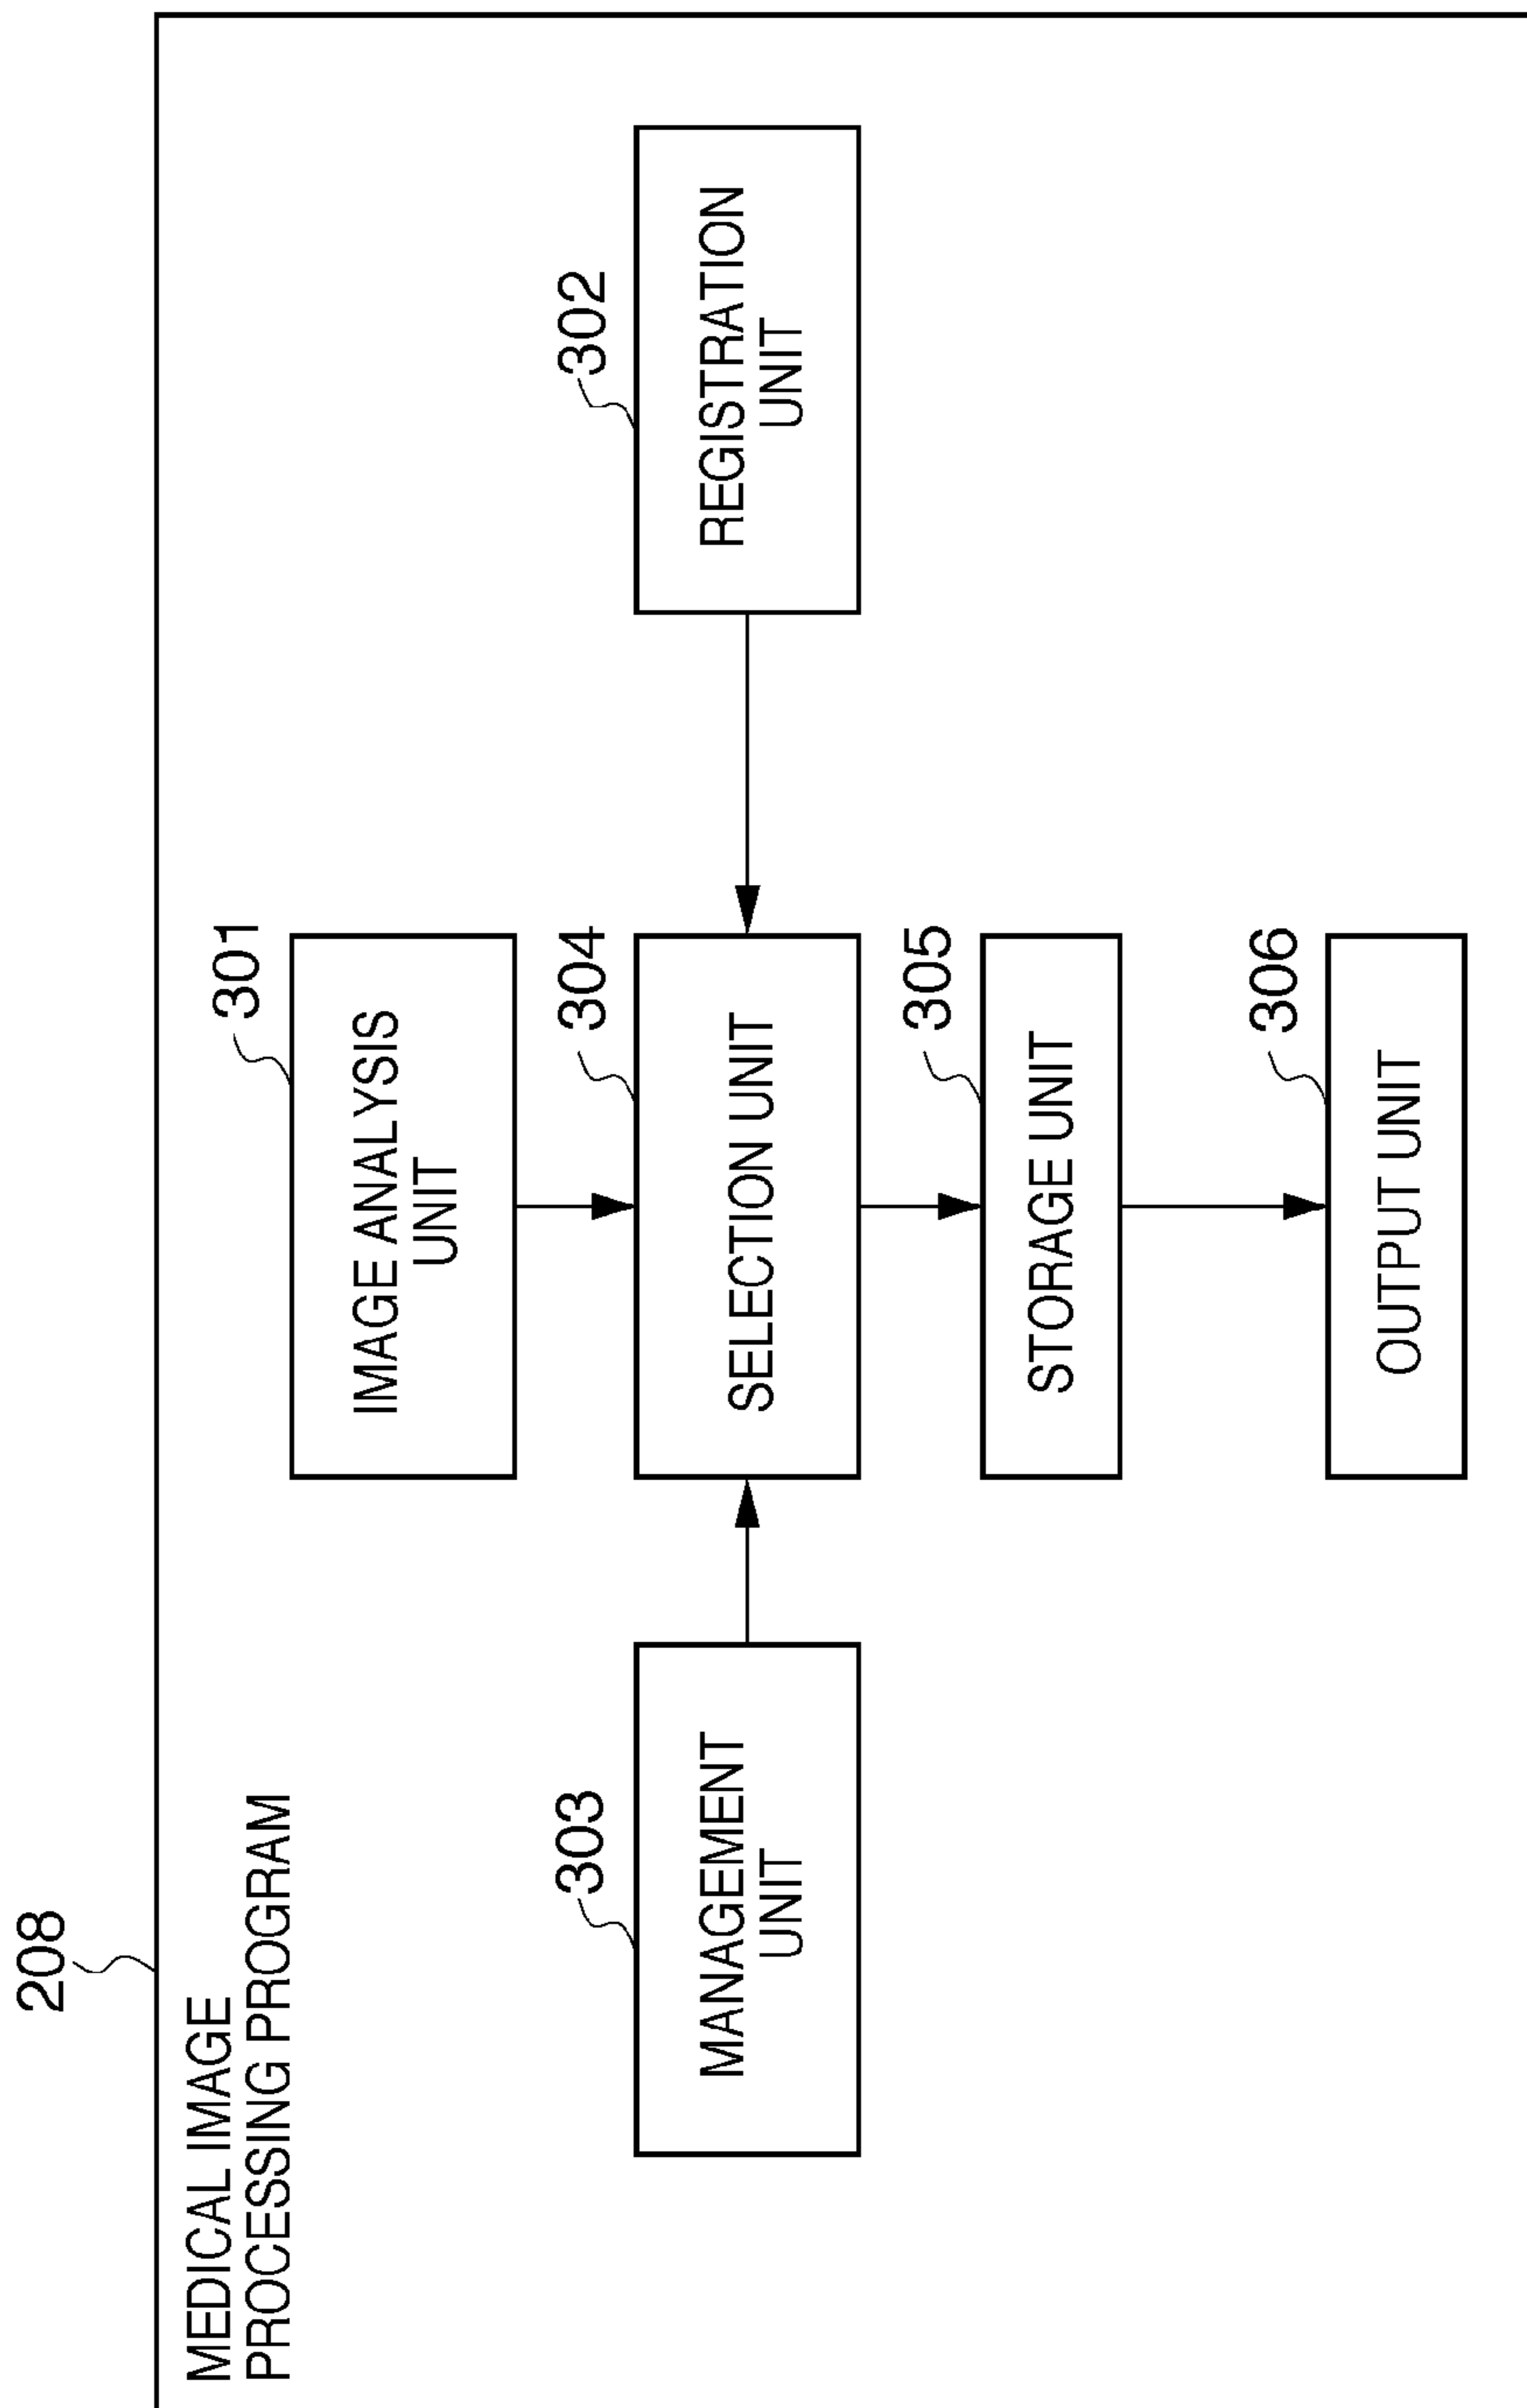 208
MEDICAL IMAGE
PROCESSING PROGRAM
301
IMAGE ANALYSIS
UNIT
303
MANAGEMENT
UNIT
304
SELECTION UNIT
302
REGISTRATION
UNIT
305
STORAGE UNIT
306
OUTPUT UNIT